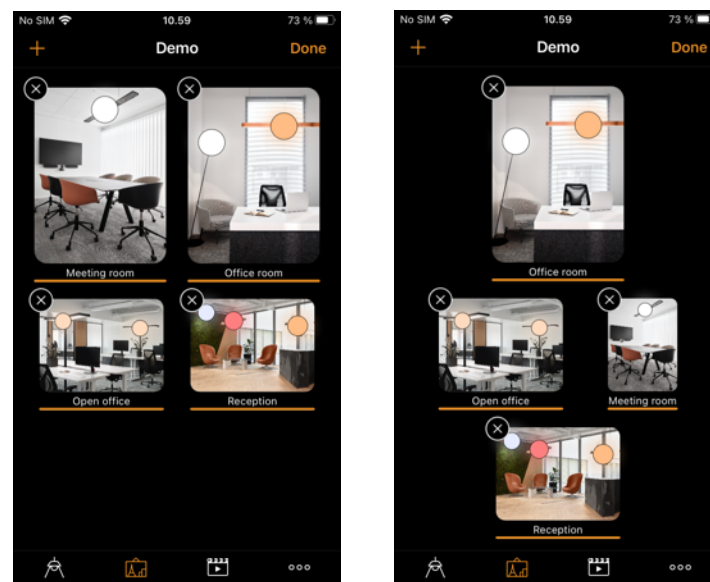 No SIM 10.59 73 %
+ Demo Done
Meeting room Office room
Open office Reception
No SIM 10.59 73 %
+ Demo Done
Office room
Open office Meeting room
Reception